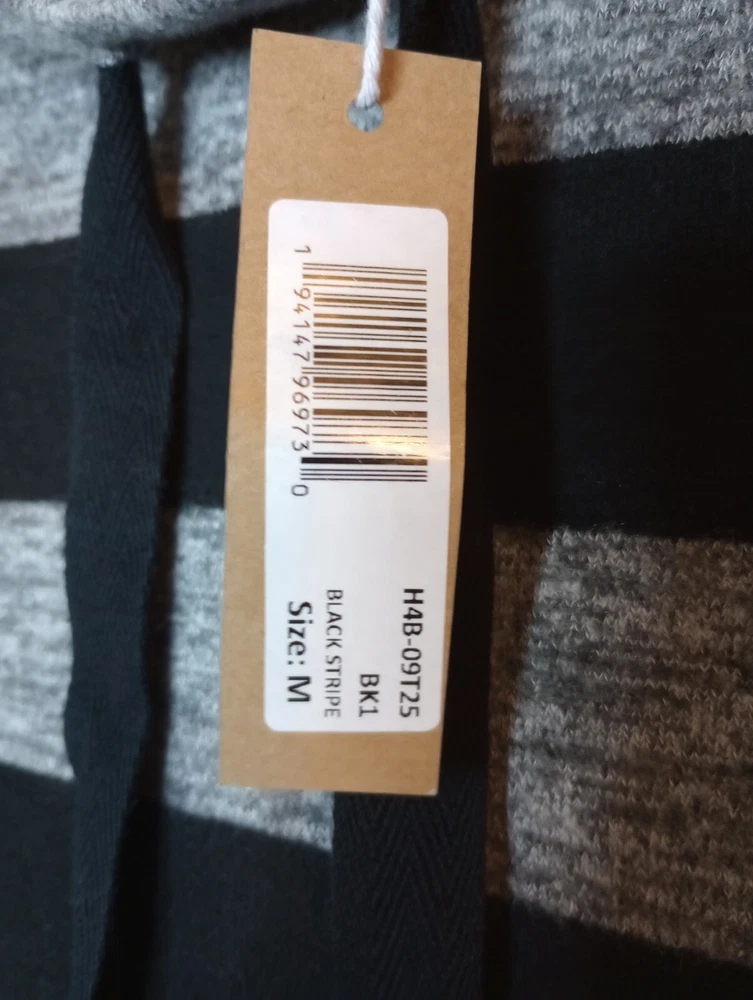 H4B-09T25
BK1
BLACK STRIPE
Size: M
1 94147 96973 0